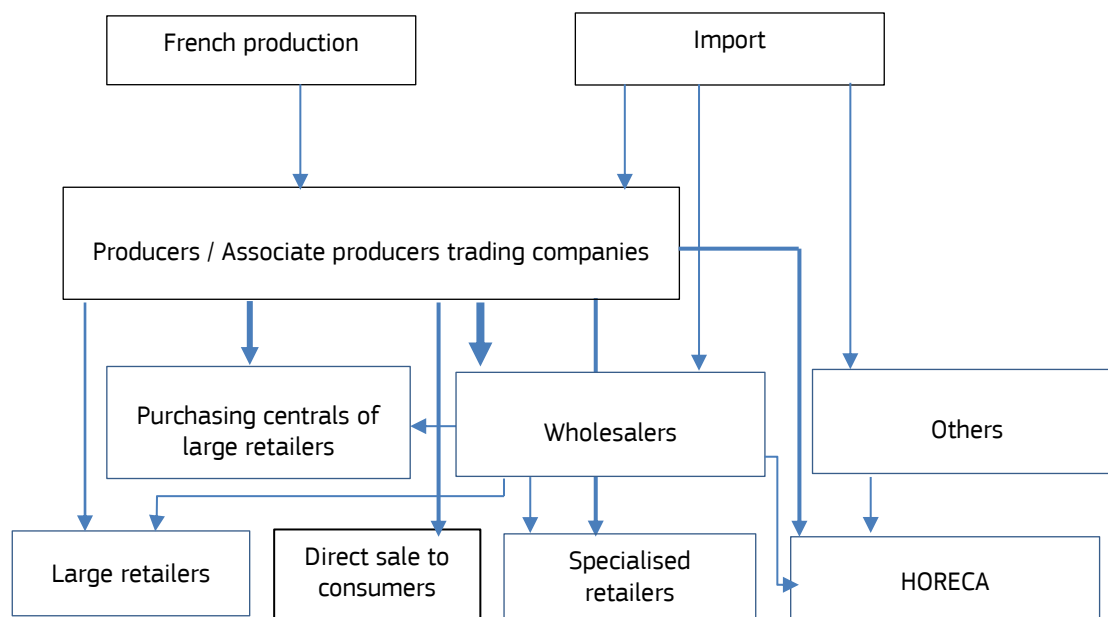 French production
Import
Producers / Associate producers trading companies
Purchasing centrals of
large retailers
Wholesalers
Others
Large retailers
Direct sale to
consumers
Specialised
retailers
HORECA